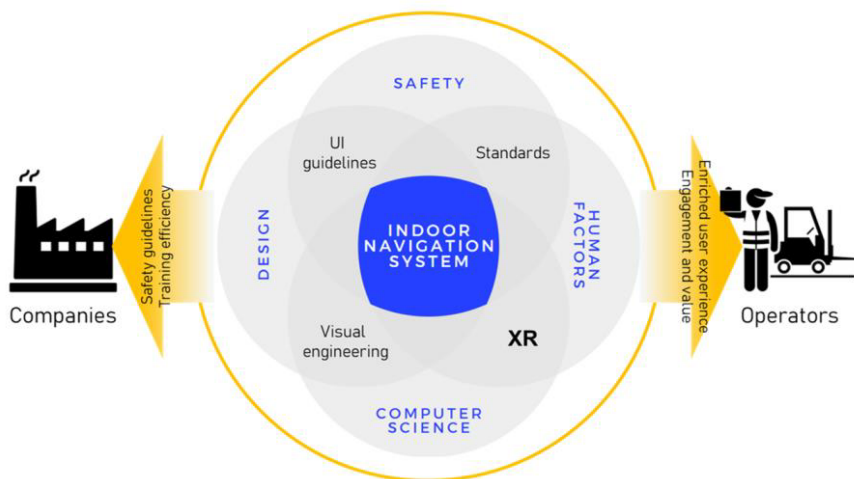 SAFETY
UI
guidelines
Standards
DESIGN
INDOOR
NAVIGATION
SYSTEM
HUMAN
FACTORS
Safety guidelines
Training efficiency
Enriched user experience
Engagement and value
Companies
Operators
Visual
engineering
XR
COMPUTER
SCIENCE